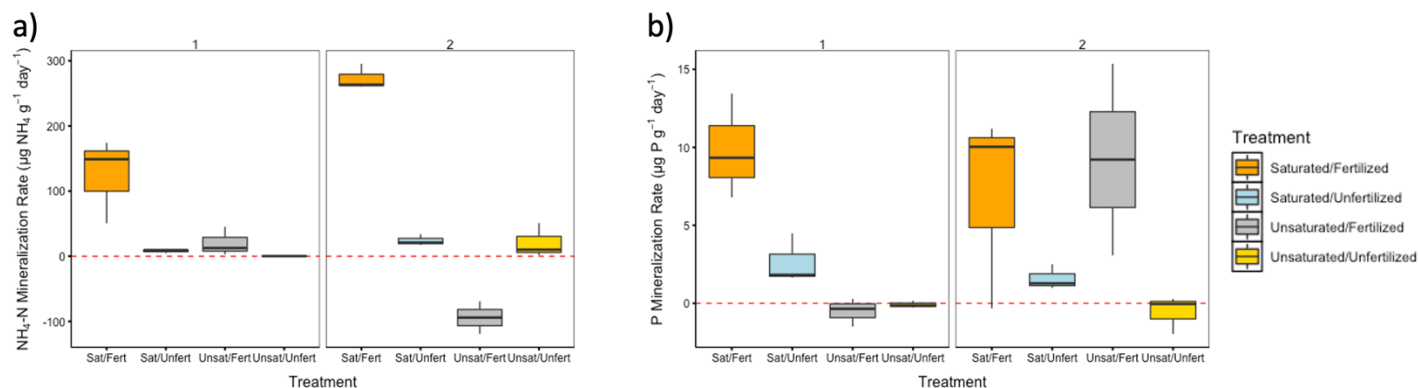 a)
1
2
NH₄-N Mineralization Rate (µg NH₄ g⁻¹ day⁻¹)
300
200
100
0
-100
Sat/Fert Sat/Unfert Unsat/Fert Unsat/Unfert
Sat/Fert Sat/Unfert Unsat/Fert Unsat/Unfert
Treatment
b)
1
2
P Mineralization Rate (µg P g⁻¹ day⁻¹)
15
10
5
0
Sat/Fert Sat/Unfert Unsat/Fert Unsat/Unfert
Sat/Fert Sat/Unfert Unsat/Fert Unsat/Unfert
Treatment
Treatment
Saturated/Fertilized
Saturated/Unfertilized
Unsaturated/Fertilized
Unsaturated/Unfertilized